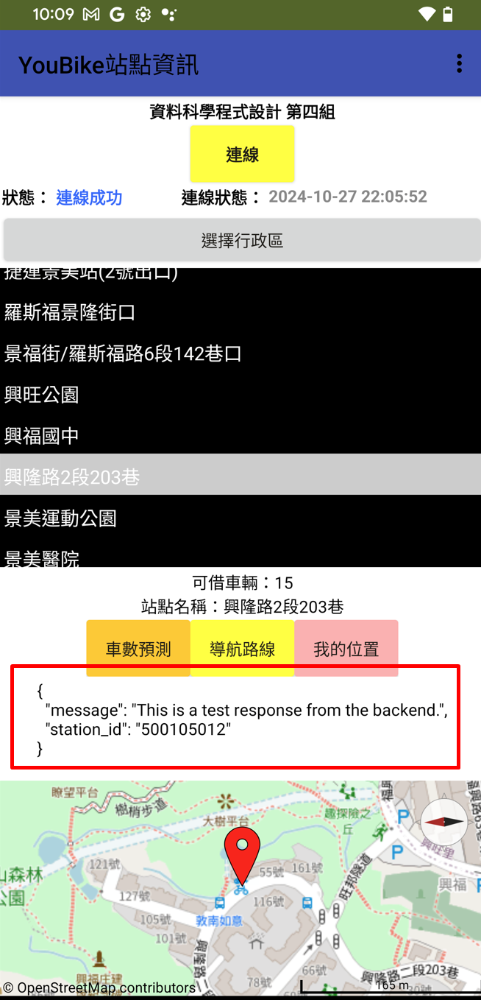 10:09
YouBike站點資訊
資料科學程式設計 第四組
連線
狀態： 連線成功 連線狀態： 2024-10-27 22:05:52
選擇行政區
捷運景美站(2號出口)
羅斯福景隆街口
景福街/羅斯福路6段142巷口
興旺公園
興福國中
興隆路2段203巷
景美運動公園
景美醫院
可借車輛：15
站點名稱：興隆路2段203巷
車數預測 導航路線 我的位置
{
"message": "This is a test response from the backend.",
"station_id": "500105012"
}
瞭望平台
樹梢步道
大樹平台
趣探險之
丘
P
P
興旺里
山森林
公園
121號
55號 161號
旺邦隧道
興福
127號
116號
105號
敦南如意
101號
興隆路二
興福庄建
66號
78號
興隆路二段203巷
165 m
© OpenStreetMap contributors